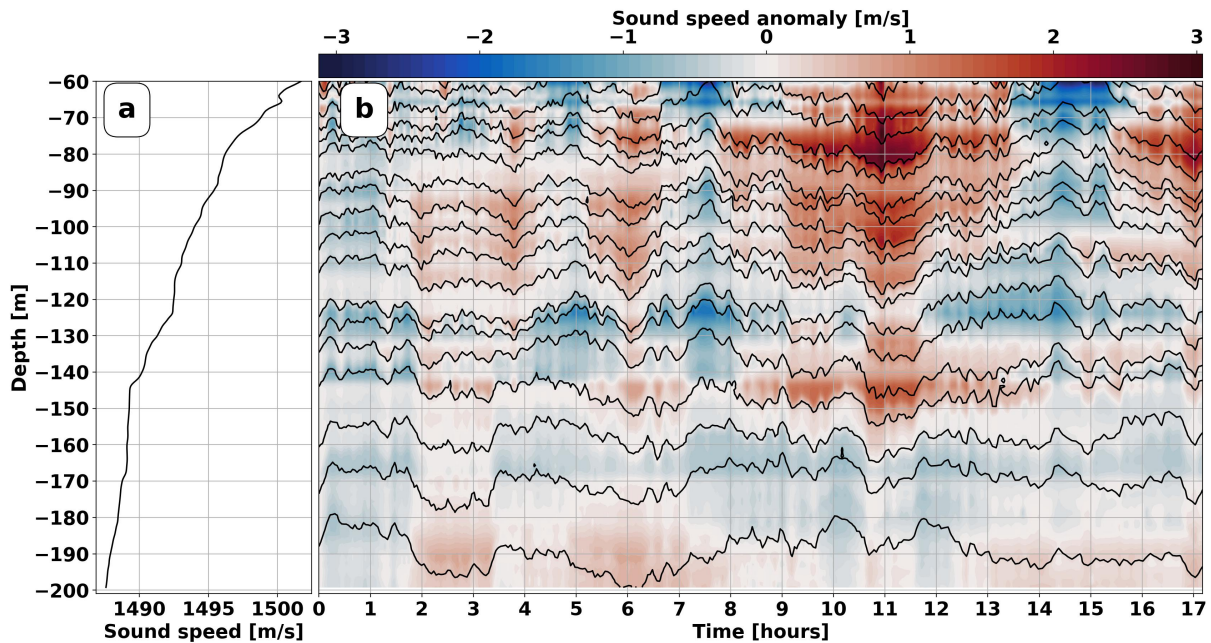 Sound speed anomaly [m/s]
−3 −2 −1 0 1 2 3
a
b
Depth [m]
−60
−70
−80
−90
−100
−110
−120
−130
−140
−150
−160
−170
−180
−190
−200
1490 1495 1500
0 1 2 3 4 5 6 7 8 9 10 11 12 13 14 15 16 17
Sound speed [m/s]
Time [hours]